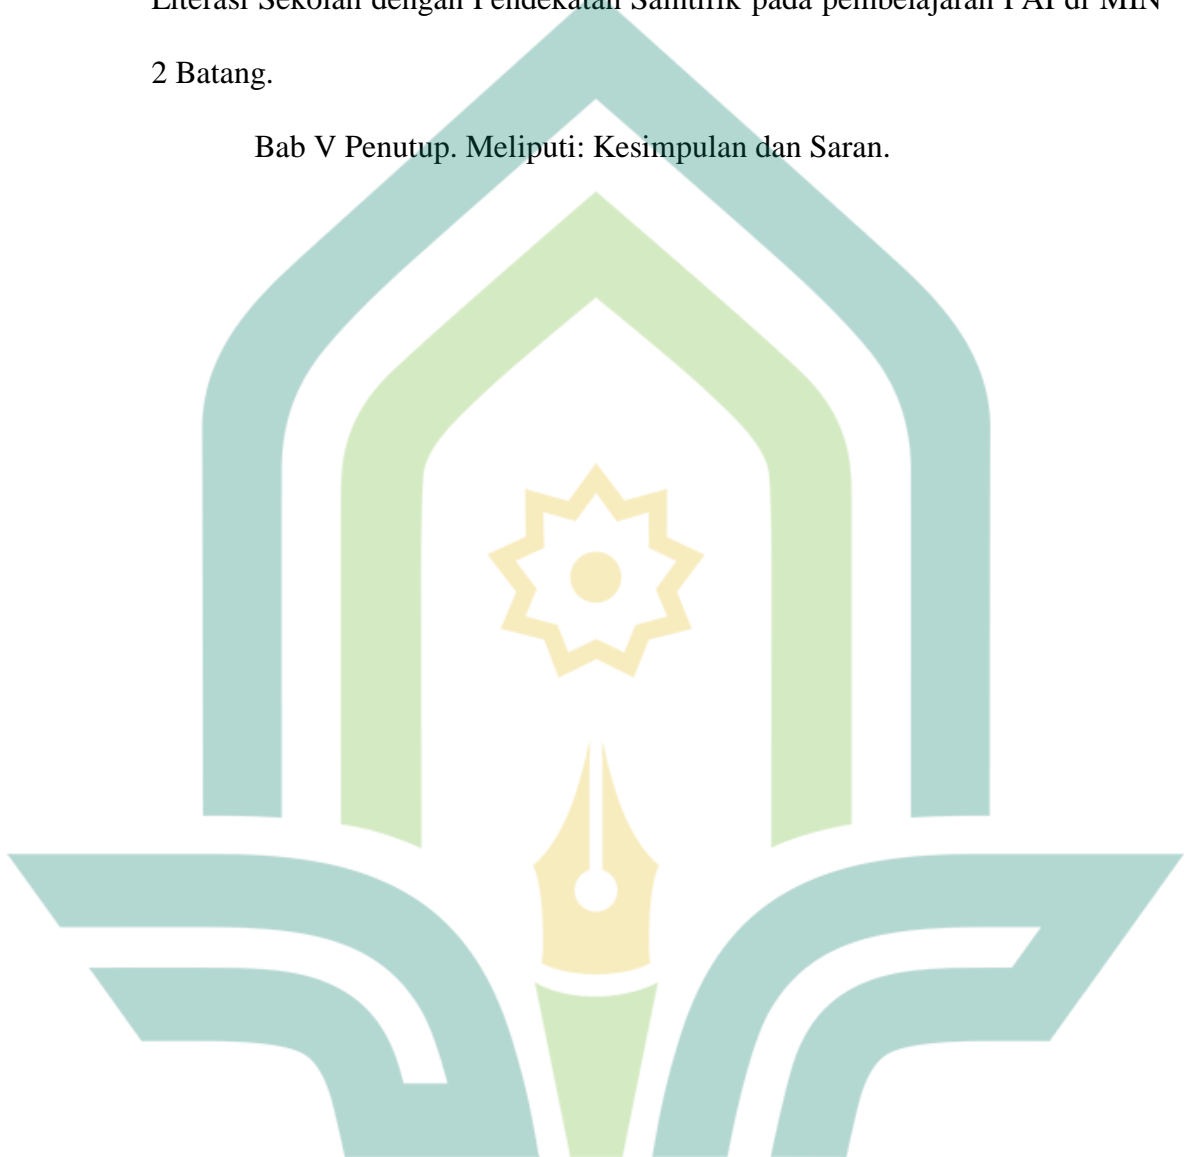 Literasi Sekolah dengan Pendekatan Saintifik pada pembelajaran PAI di MIN
2 Batang.
Bab V Penutup. Meliputi: Kesimpulan dan Saran.